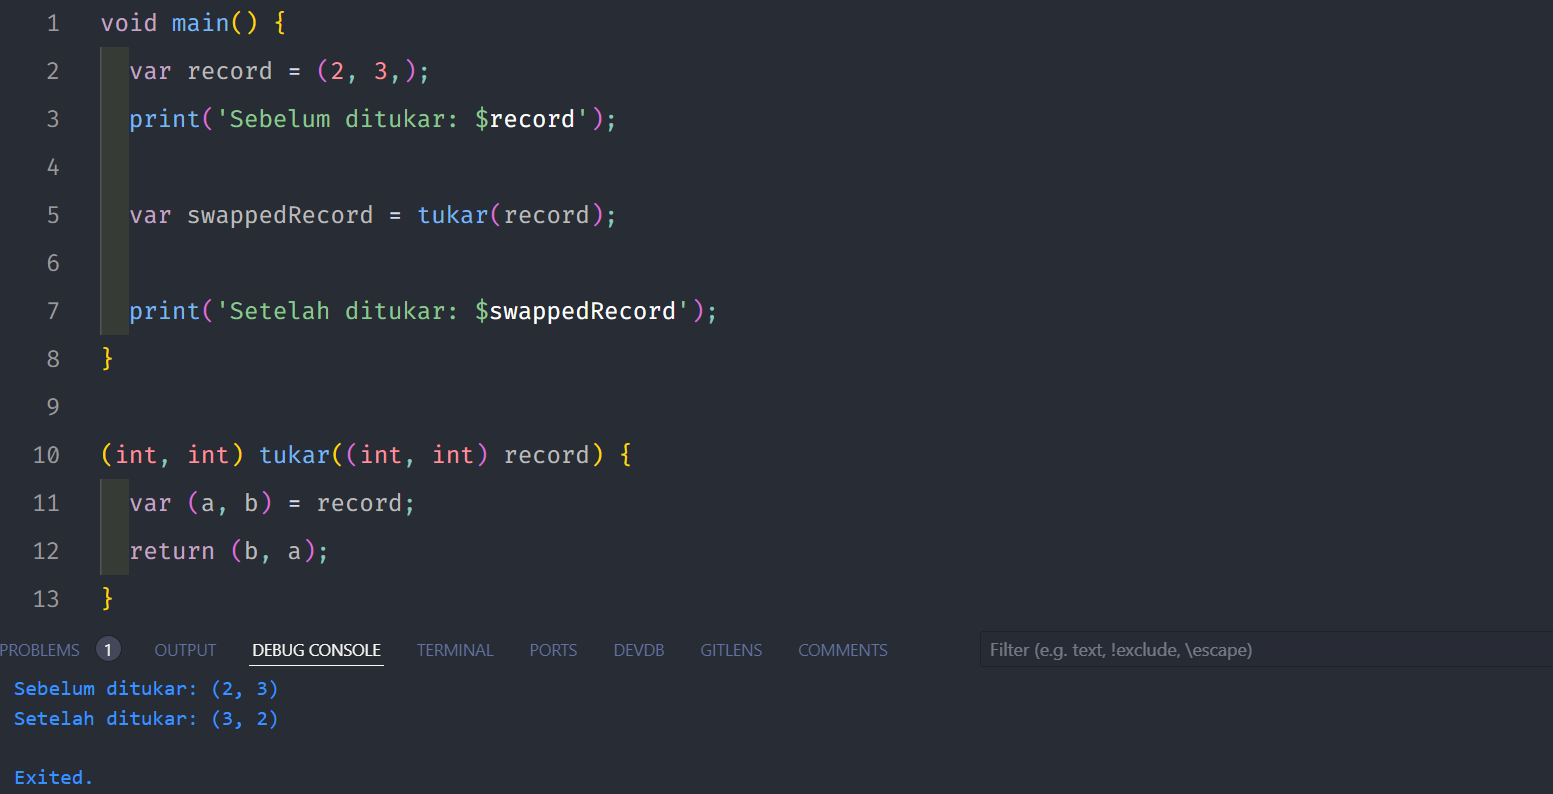 1 void main() {
2 var record = (2, 3,);
3 print('Sebelum ditukar: $record');
4
5 var swappedRecord = tukar(record);
6
7 print('Setelah ditukar: $swappedRecord');
8 }
9
10 (int, int) tukar((int, int) record) {
11 var (a, b) = record;
12 return (b, a);
13 }
PROBLEMS 1 OUTPUT DEBUG CONSOLE TERMINAL PORTS DEVDB GITLENS COMMENTS Filter (e.g. text, !exclude, \escape)
Sebelum ditukar: (2, 3)
Setelah ditukar: (3, 2)
Exited.